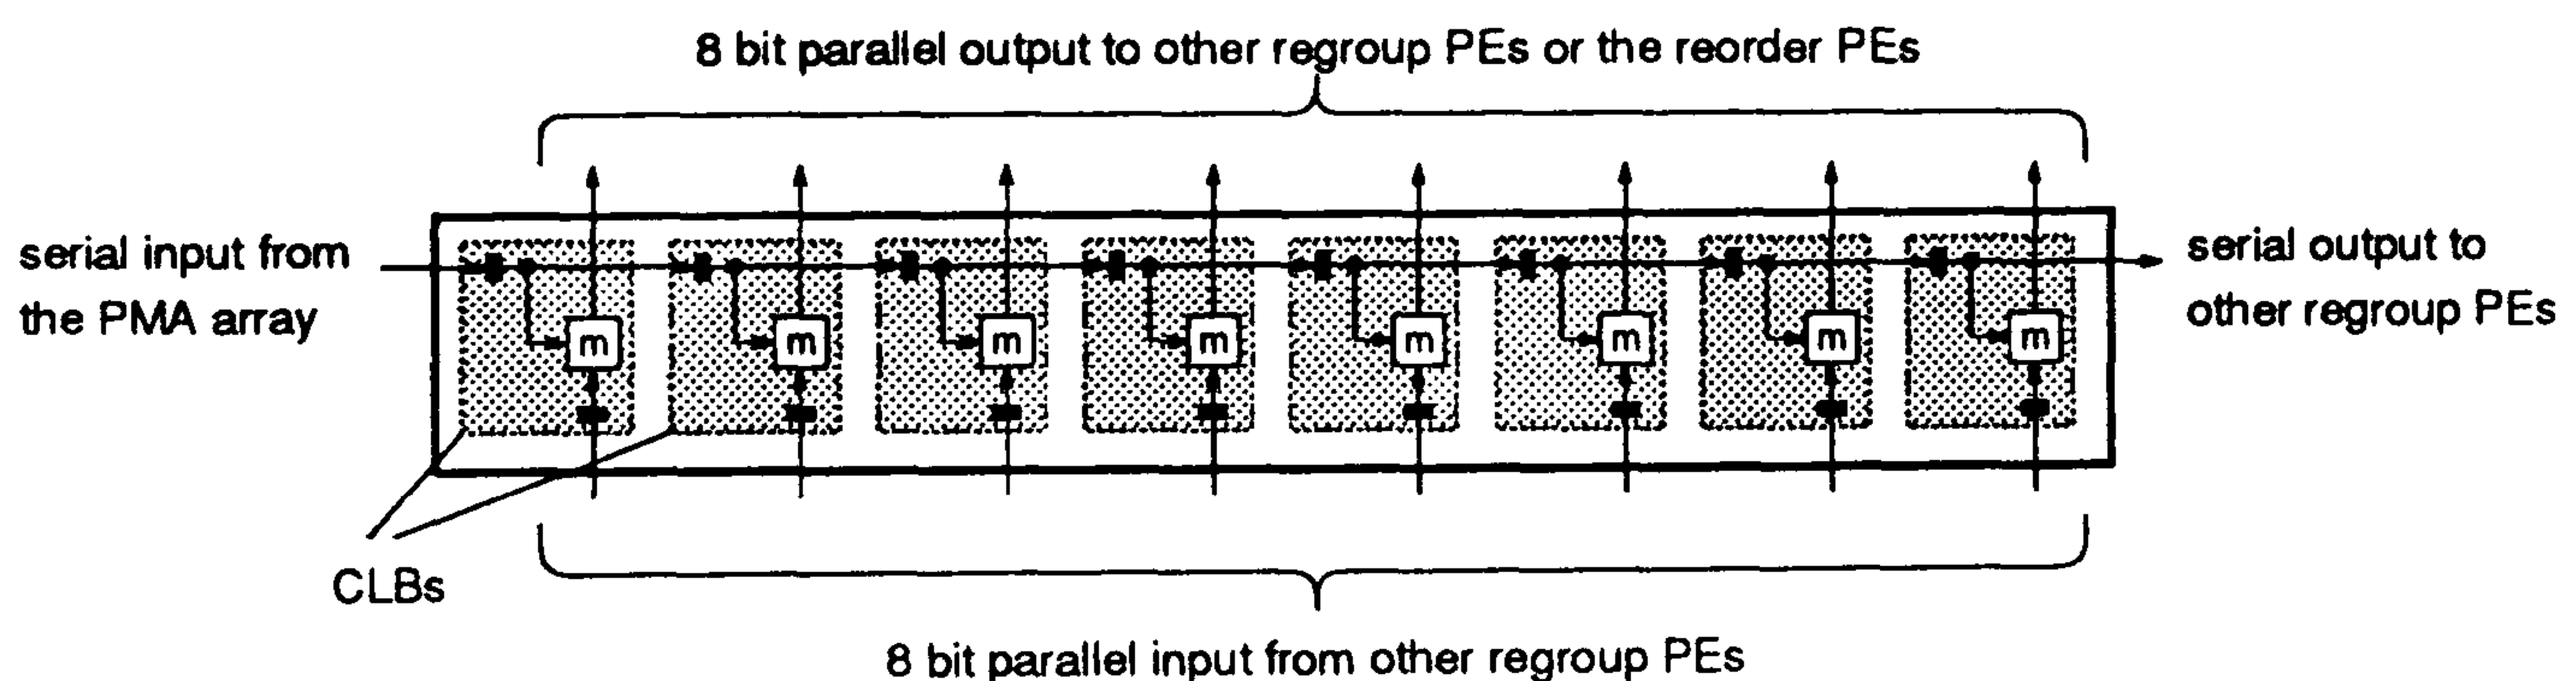 8 bit parallel output to other regroup PEs or the reorder PEs
serial input from
the PMA array
serial output to
other regroup PEs
m m m m m m m m
CLBs
8 bit parallel input from other regroup PEs